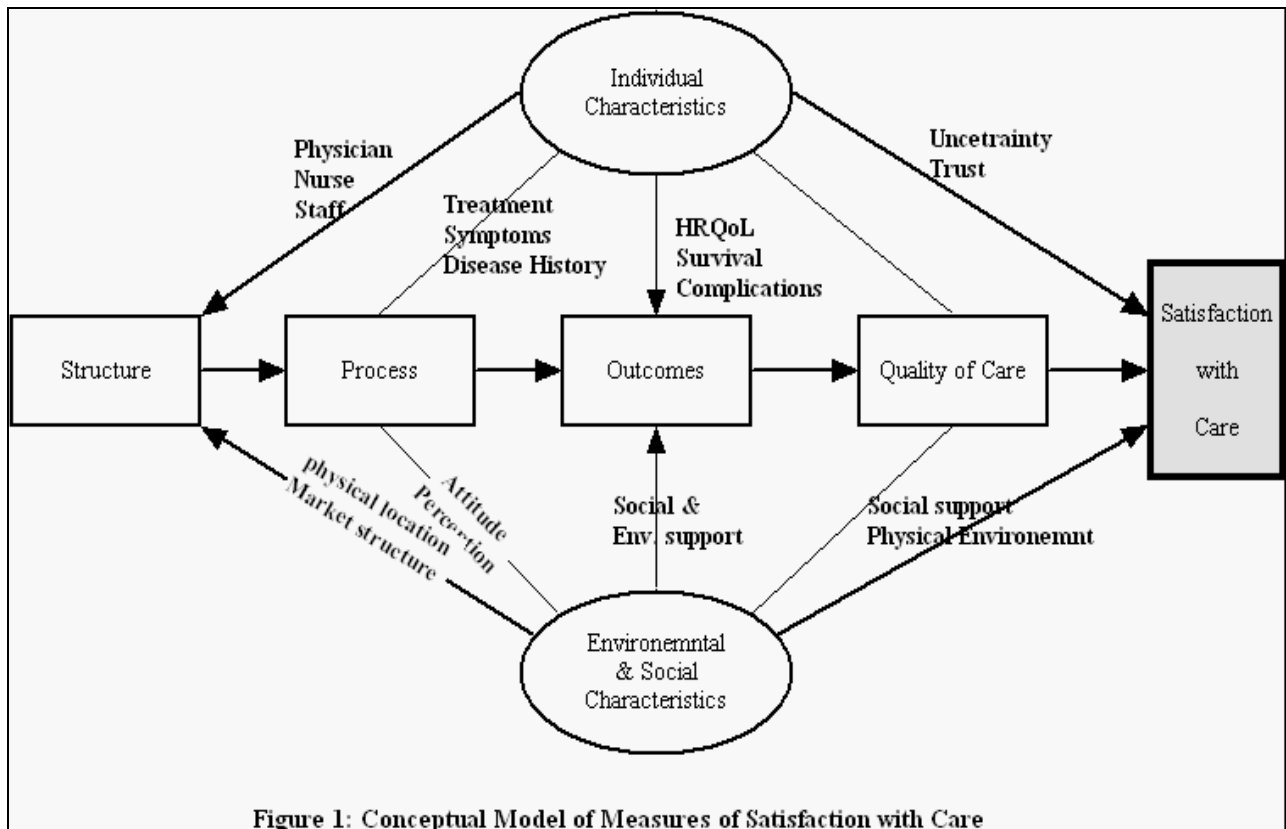 Individual
Characteristics
Physician
Nurse
Staff
Uncetrainty
Trust
Treatment
Symptoms
Disease History
HRQoL
Survival
Complications
Structure
Process
Outcomes
Quality of Care
Satisfaction
with
Care
physical location
Market structure
Attitude
Perception
Social &
Env. support
Social support
Physical Environemnt
Environemntal
& Social
Characteristics
Figure 1: Conceptual Model of Measures of Satisfaction with Care